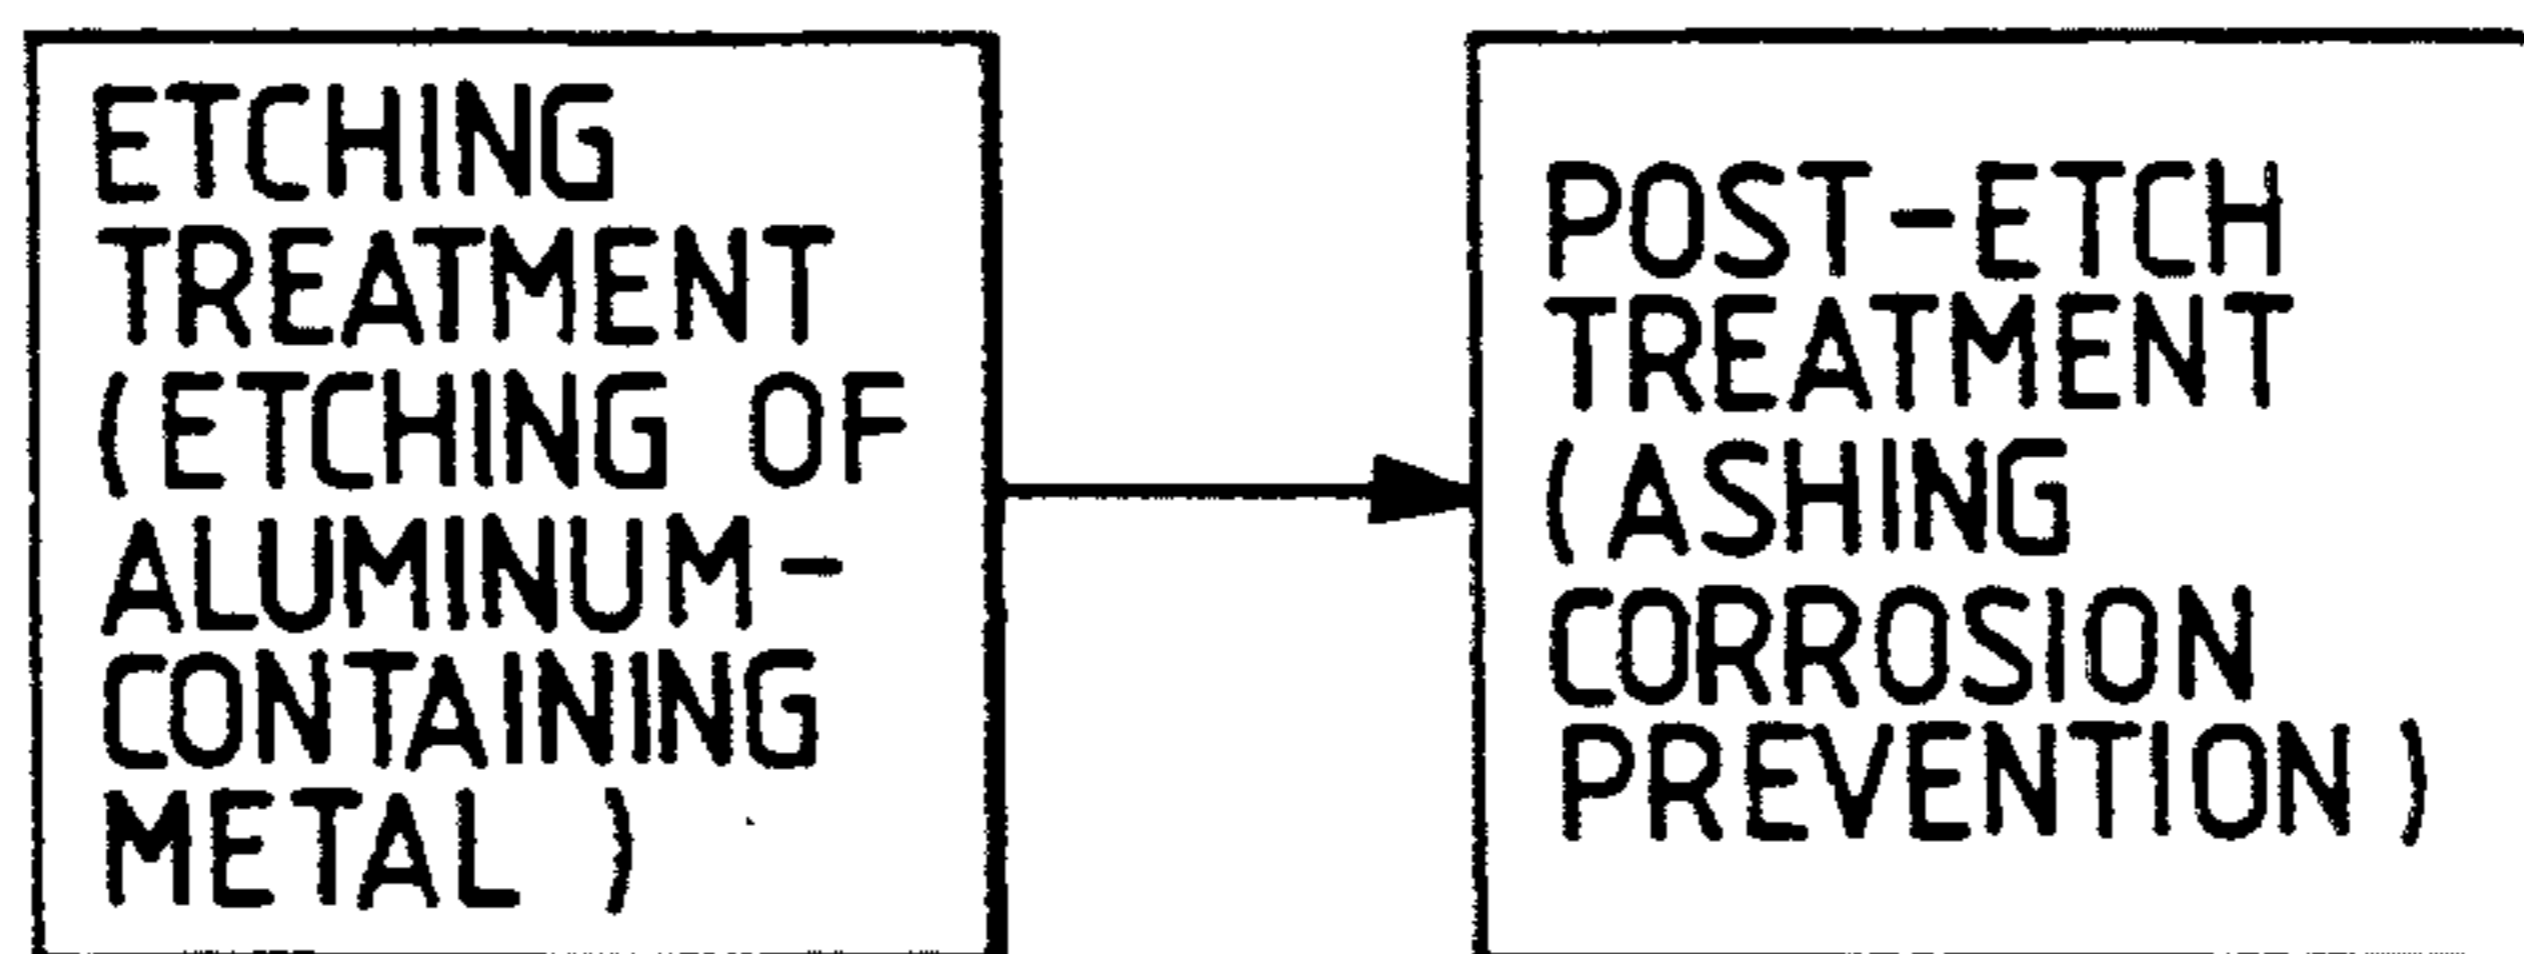 ETCHING
TREATMENT
(ETCHING OF
ALUMINUM-
CONTAINING
METAL )
POST-ETCH
TREATMENT
(ASHING
CORROSION
PREVENTION )